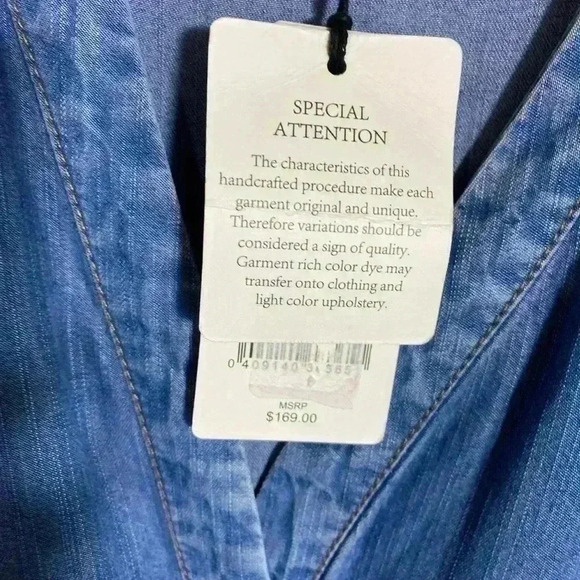 SPECIAL
ATTENTION
The characteristics of this
handcrafted procedure make each
garment original and unique.
Therefore variations should be
considered a sign of quality.
Garment rich color dye may
transfer onto clothing and
light color upholstery.
MSRP
$169.00